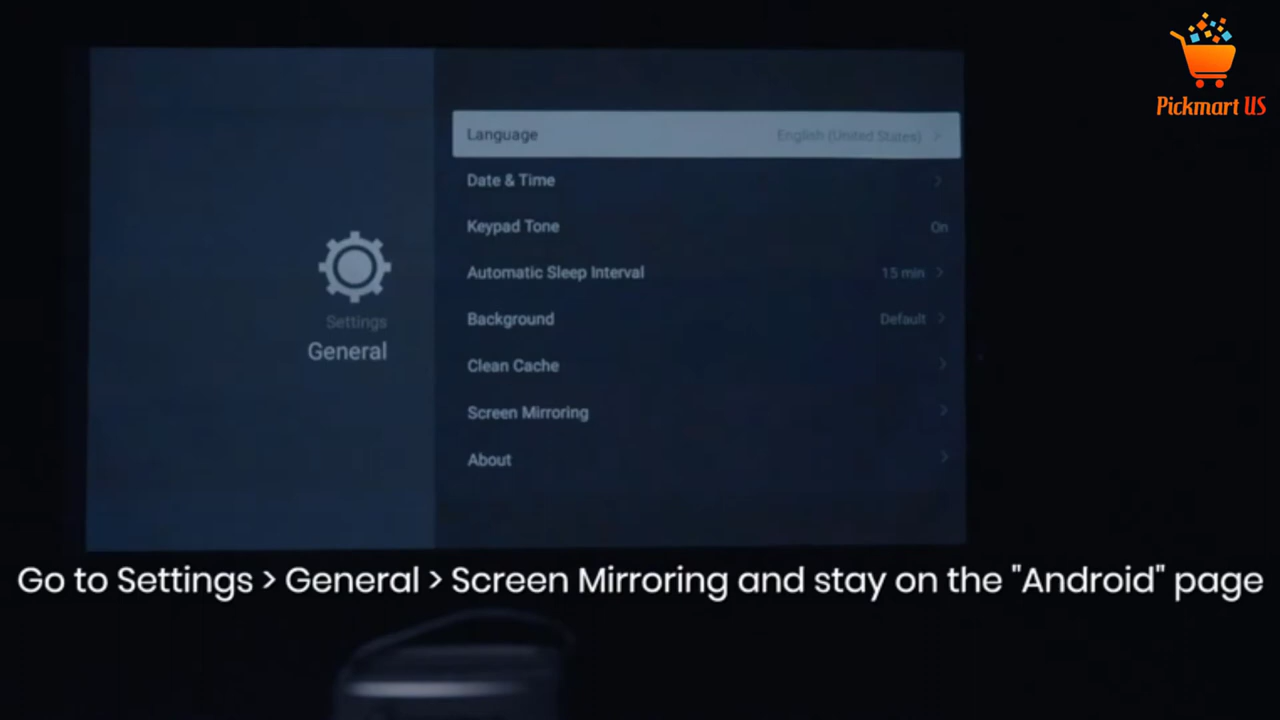 Pickmart US
Language English (United States) >
Date & Time >
Keypad Tone On
Automatic Sleep Interval 15 min >
Background Default >
Clean Cache >
Screen Mirroring >
About >
Settings
General
Go to Settings > General > Screen Mirroring and stay on the "Android" page